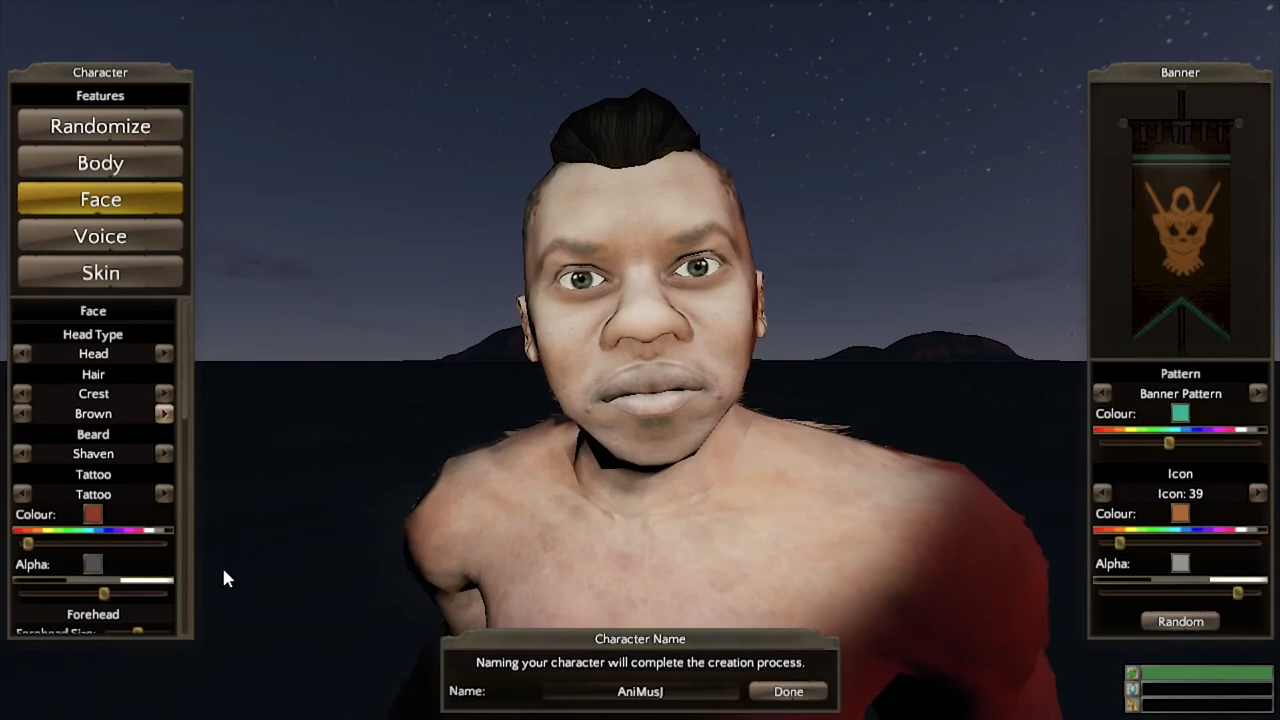 Character
Features
Randomize
Body
Face
Voice
Skin
Face
Head Type
Head
Hair
Crest
Brown
Beard
Shaven
Tattoo
Tattoo
Colour:
Alpha:
Forehead
Forehead Size:
Banner
Pattern
Banner Pattern
Colour:
Icon
Icon: 39
Colour:
Alpha:
Random
Character Name
Naming your character will complete the creation process.
Name: AniMusJ Done